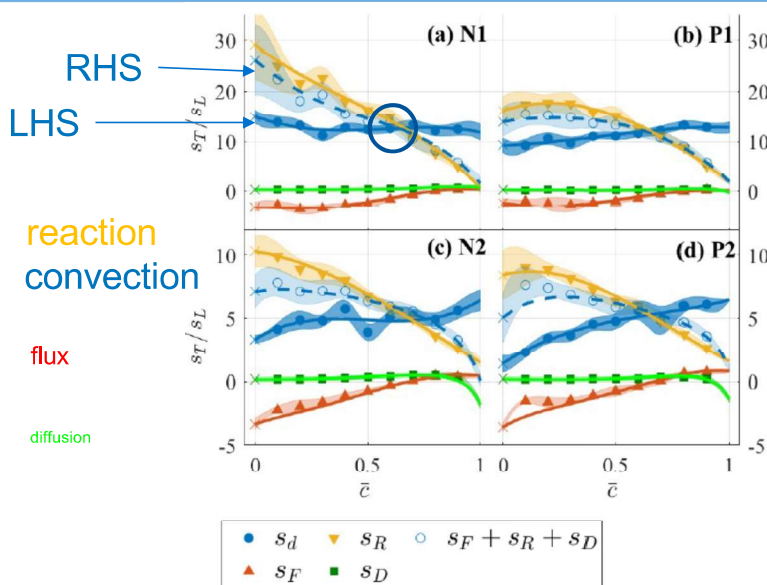 RHS
LHS
reaction
convection
flux
diffusion
(a) N1
(b) P1
30
20
10
0
s_T/s_L
30
20
10
0
(c) N2
(d) P2
10
5
0
-5
s_T/s_L
10
5
0
-5
0
0.5
1
0
0.5
1
c̄
c̄
s_d
s_R
s_F + s_R + s_D
s_F
s_D